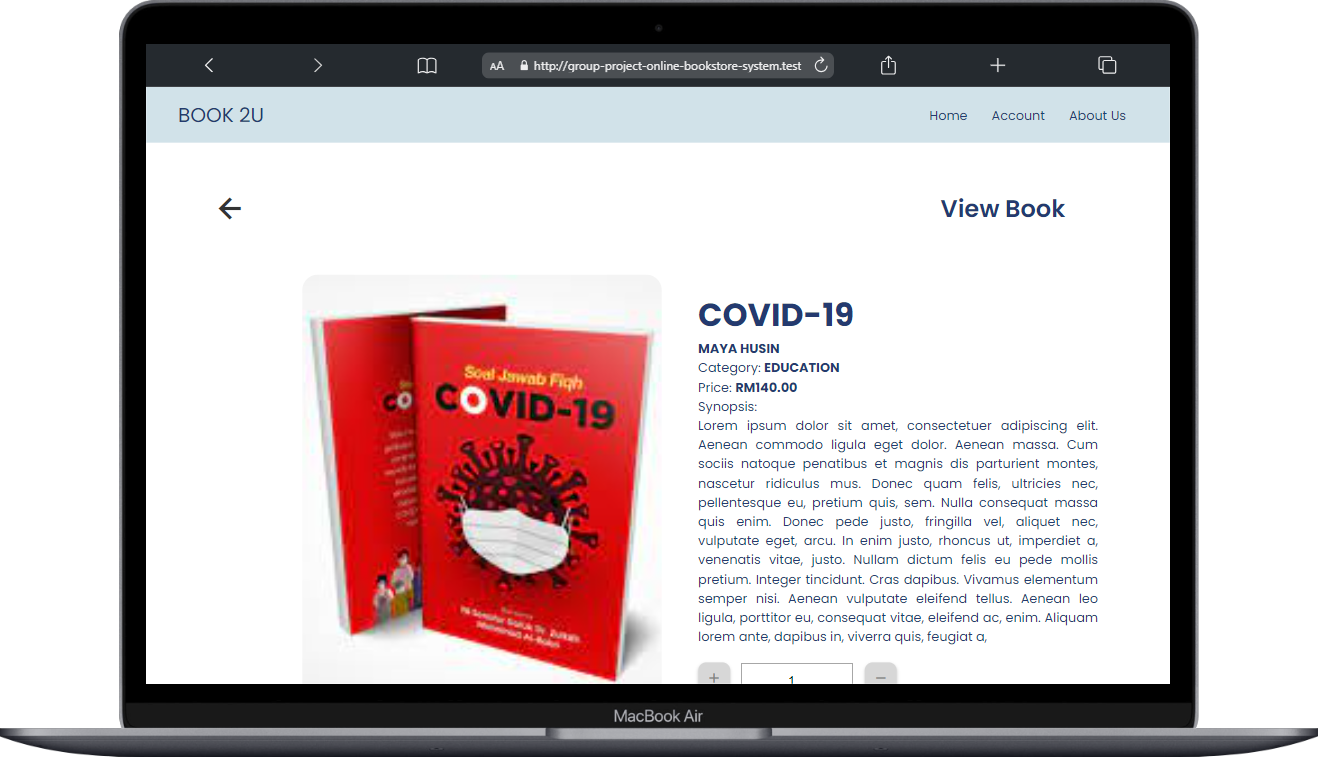 AA http://group-project-online-bookstore-system.test
BOOK 2U
Home Account About Us
View Book
Soal Jawab Fiqh
COVID-19
COVID-19
MAYA HUSIN
Category: EDUCATION
Price: RM140.00
Synopsis:
Lorem ipsum dolor sit amet, consectetuer adipiscing elit.
Aenean commodo ligula eget dolor. Aenean massa. Cum
sociis natoque penatibus et magnis dis parturient montes,
nascetur ridiculus mus. Donec quam felis, ultricies nec,
pellentesque eu, pretium quis, sem. Nulla consequat massa
quis enim. Donec pede justo, fringilla vel, aliquet nec,
vulputate eget, arcu. In enim justo, rhoncus ut, imperdiet a,
venenatis vitae, justo. Nullam dictum felis eu pede mollis
pretium. Integer tincidunt. Cras dapibus. Vivamus elementum
semper nisi. Aenean vulputate eleifend tellus. Aenean leo
ligula, porttitor eu, consequat vitae, eleifend ac, enim. Aliquam
lorem ante, dapibus in, viverra quis, feugiat a,
+ 1 −
MacBook Air